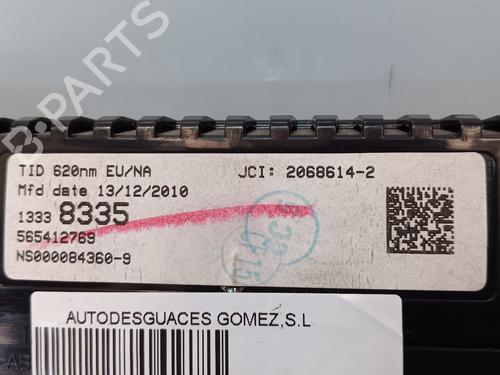 B-PARTS
TID 620nm EU/NA
JCI: 2068614-2
Mfd date 13/12/2010
1333 8335
565412769
NS000084360-9
AUTODESGUACES GOMEZ,S.L